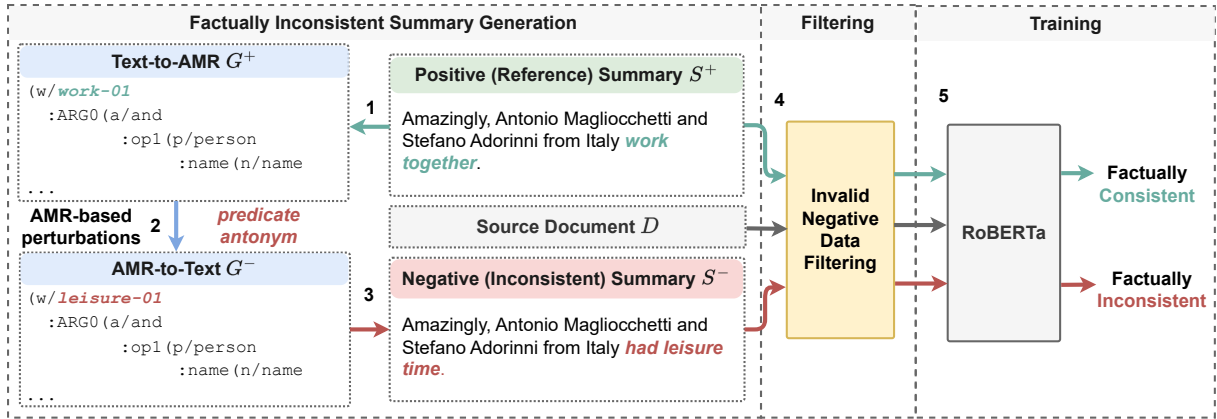 Factually Inconsistent Summary Generation
Filtering
Training
Text-to-AMR G+
(w/work-01
:ARG0(a/and
:op1(p/person
:name(n/name
...
1
Positive (Reference) Summary S+
Amazingly, Antonio Magliocchetti and
Stefano Adorinni from Italy work
together.
AMR-based
perturbations
2
predicate
antonym
Source Document D
AMR-to-Text G−
(w/leisure-01
:ARG0(a/and
:op1(p/person
:name(n/name
...
3
Negative (Inconsistent) Summary S−
Amazingly, Antonio Magliocchetti and
Stefano Adorinni from Italy had leisure
time.
4
Invalid
Negative
Data
Filtering
5
RoBERTa
Factually
Consistent
Factually
Inconsistent